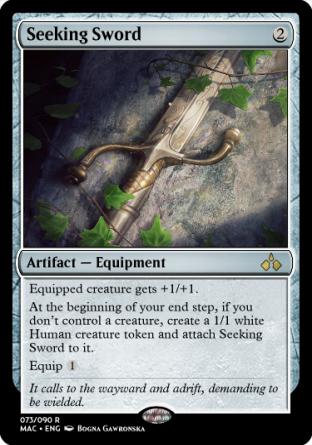 Seeking Sword 2
Artifact — Equipment
Equipped creature gets +1/+1.
At the beginning of your end step, if you
don't control a creature, create a 1/1 white
Human creature token and attach Seeking
Sword to it.
Equip 1
It calls to the wayward and adrift, demanding to
be wielded.
073/090 R
MAC • ENG Bogna Gawronska